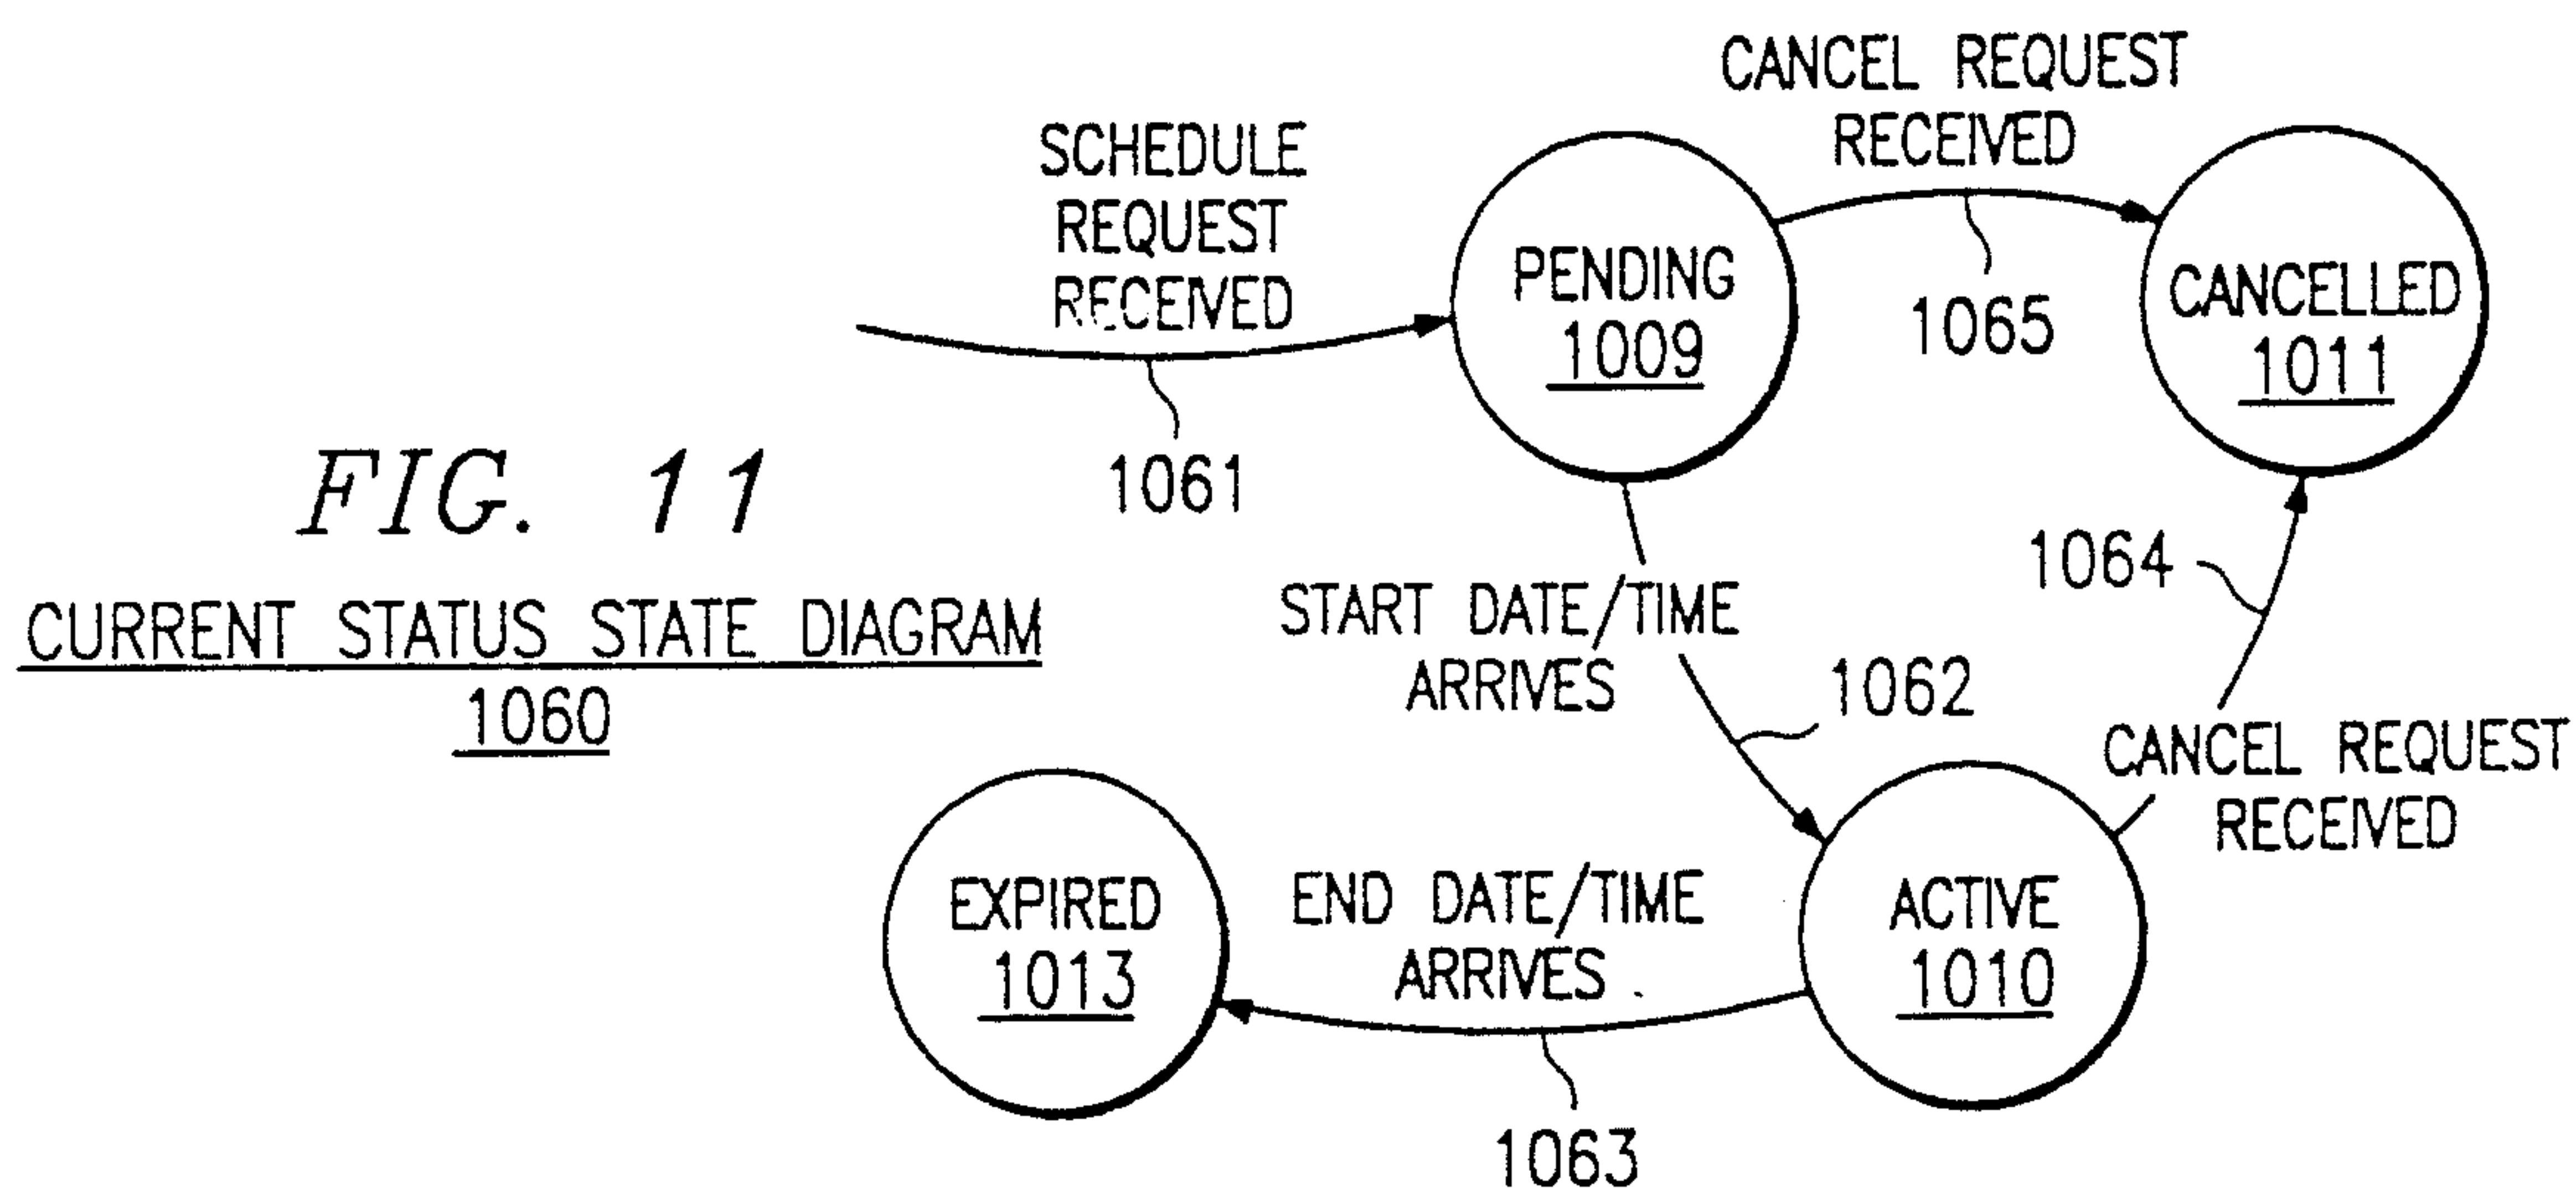 CANCEL REQUEST
RECEIVED
SCHEDULE
REQUEST
RECEIVED
PENDING
1009
1065
CANCELLED
1011
1061
FIG. 11
CURRENT STATUS STATE DIAGRAM
1060
START DATE/TIME
ARRIVES
1062
1064
CANCEL REQUEST
RECEIVED
EXPIRED
1013
END DATE/TIME
ARRIVES
ACTIVE
1010
1063